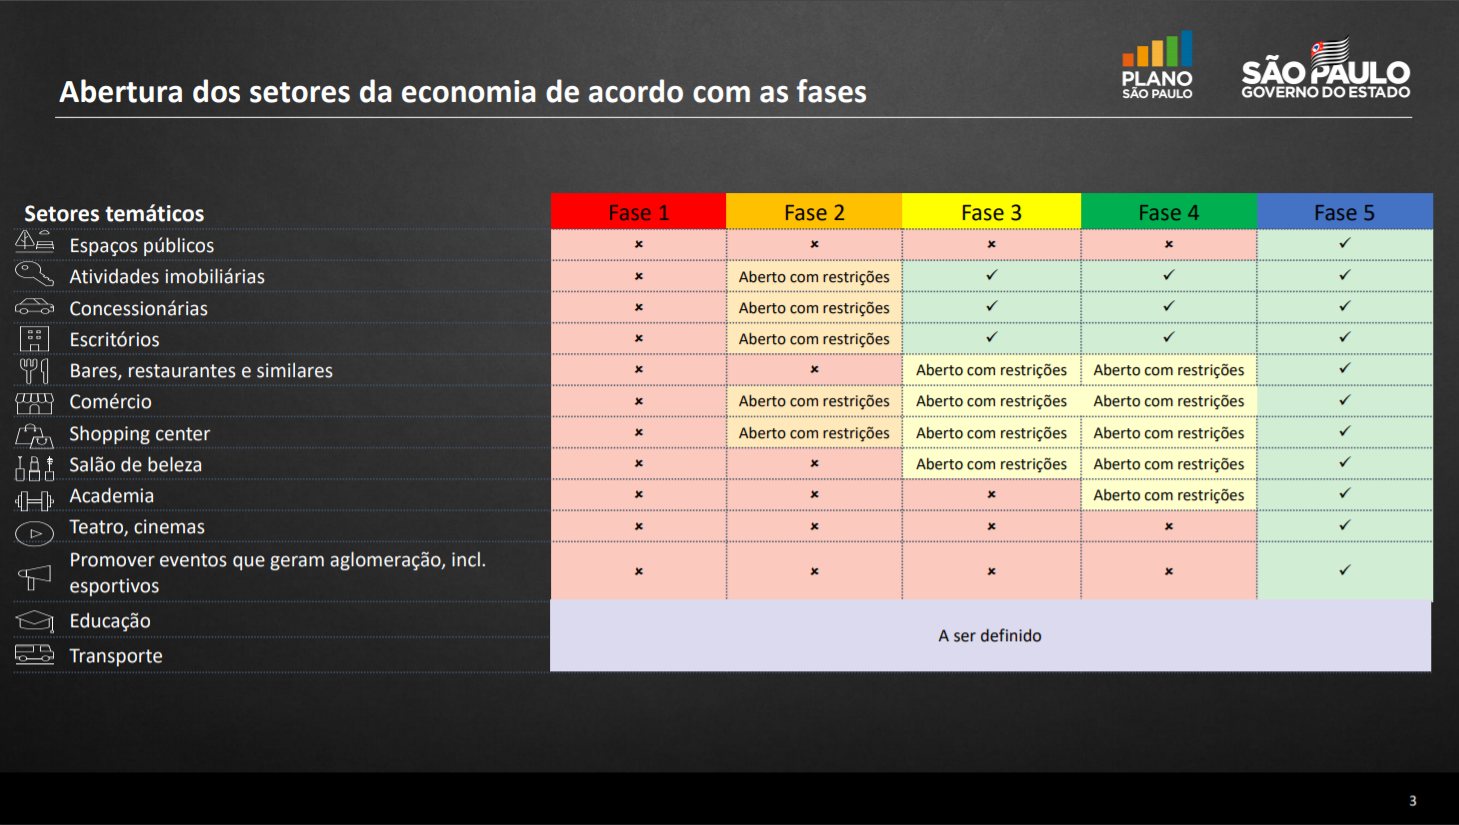 PLANO
SÃO PAULO
SÃO PAULO
GOVERNO DO ESTADO
Abertura dos setores da economia de acordo com as fases
Setores temáticos Fase 1 Fase 2 Fase 3 Fase 4 Fase 5
Espaços públicos × × × × ✓
Atividades imobiliárias × Aberto com restrições ✓ ✓ ✓
Concessionárias × Aberto com restrições ✓ ✓ ✓
Escritórios × Aberto com restrições ✓ ✓ ✓
Bares, restaurantes e similares × × Aberto com restrições Aberto com restrições ✓
Comércio × Aberto com restrições Aberto com restrições Aberto com restrições ✓
Shopping center × Aberto com restrições Aberto com restrições Aberto com restrições ✓
Salão de beleza × × Aberto com restrições Aberto com restrições ✓
Academia × × × Aberto com restrições ✓
Teatro, cinemas × × × × ✓
Promover eventos que geram aglomeração, incl.
esportivos × × × × ✓
Educação
A ser definido
Transporte
3